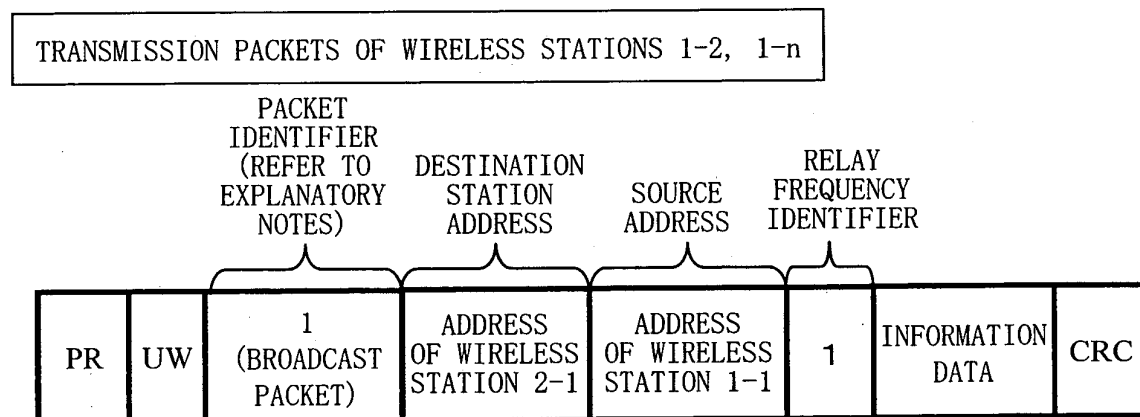 TRANSMISSION PACKETS OF WIRELESS STATIONS 1-2, 1-n
PACKET
IDENTIFIER
(REFER TO
EXPLANATORY
NOTES)
DESTINATION
STATION
ADDRESS
SOURCE
ADDRESS
RELAY
FREQUENCY
IDENTIFIER
PR
UW
1
(BROADCAST
PACKET)
ADDRESS
OF WIRELESS
STATION 2-1
ADDRESS
OF WIRELESS
STATION 1-1
1
INFORMATION
DATA
CRC